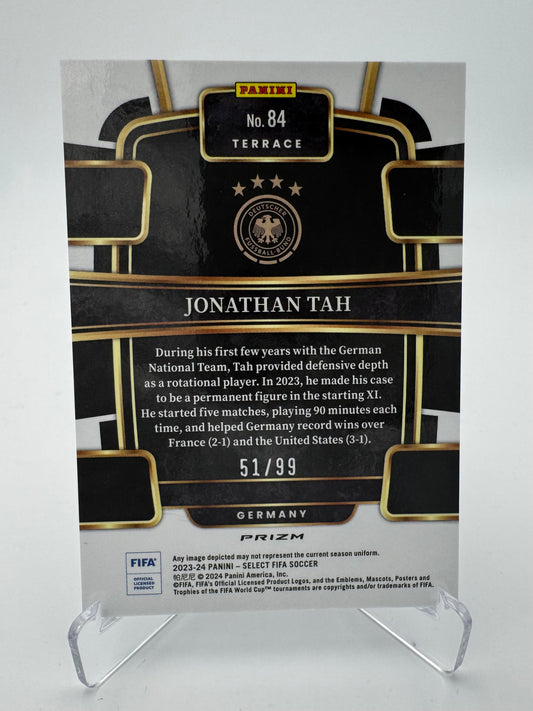 PANINI
No. 84
TERRACE
DEUTSCHER
FUSSBALL-BUND
JONATHAN TAH
During his first few years with the German
National Team, Tah provided defensive depth
as a rotational player. In 2023, he made his case
to be a permanent figure in the starting XI.
He started five matches, playing 90 minutes each
time, and helped Germany record wins over
France (2-1) and the United States (3-1).
51/99
GERMANY
PRIZM
FIFA
OFFICIAL
LICENSED
PRODUCT
Any image depicted may not represent the current season uniform.
2023-24 PANINI – SELECT FIFA SOCCER
帕尼尼 © 2024 Panini America, Inc.
©FIFA, FIFA's Official Licensed Product Logos, and the Emblems, Mascots, Posters and
Trophies of the FIFA World Cup™ tournaments are copyrights and/or trademarks of FIFA.